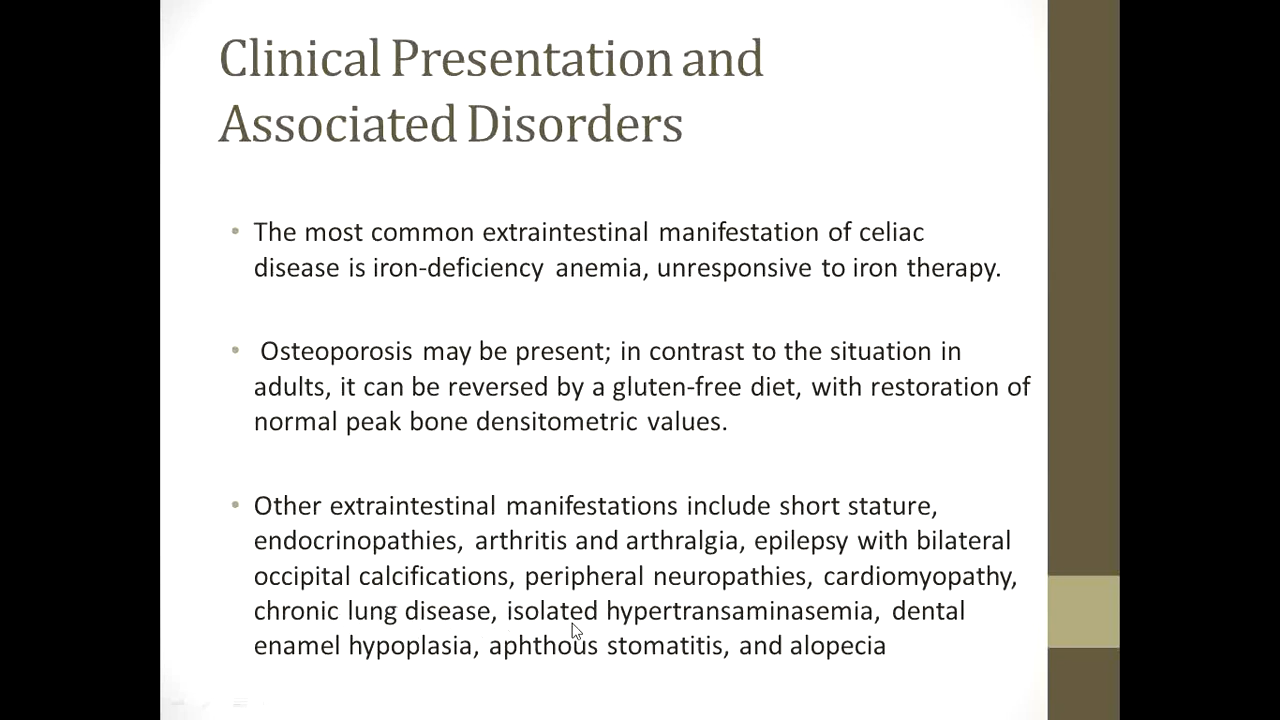 Clinical Presentation and
Associated Disorders
• The most common extraintestinal manifestation of celiac
disease is iron-deficiency anemia, unresponsive to iron therapy.
• Osteoporosis may be present; in contrast to the situation in
adults, it can be reversed by a gluten-free diet, with restoration of
normal peak bone densitometric values.
• Other extraintestinal manifestations include short stature,
endocrinopathies, arthritis and arthralgia, epilepsy with bilateral
occipital calcifications, peripheral neuropathies, cardiomyopathy,
chronic lung disease, isolated hypertransaminasemia, dental
enamel hypoplasia, aphthous stomatitis, and alopecia